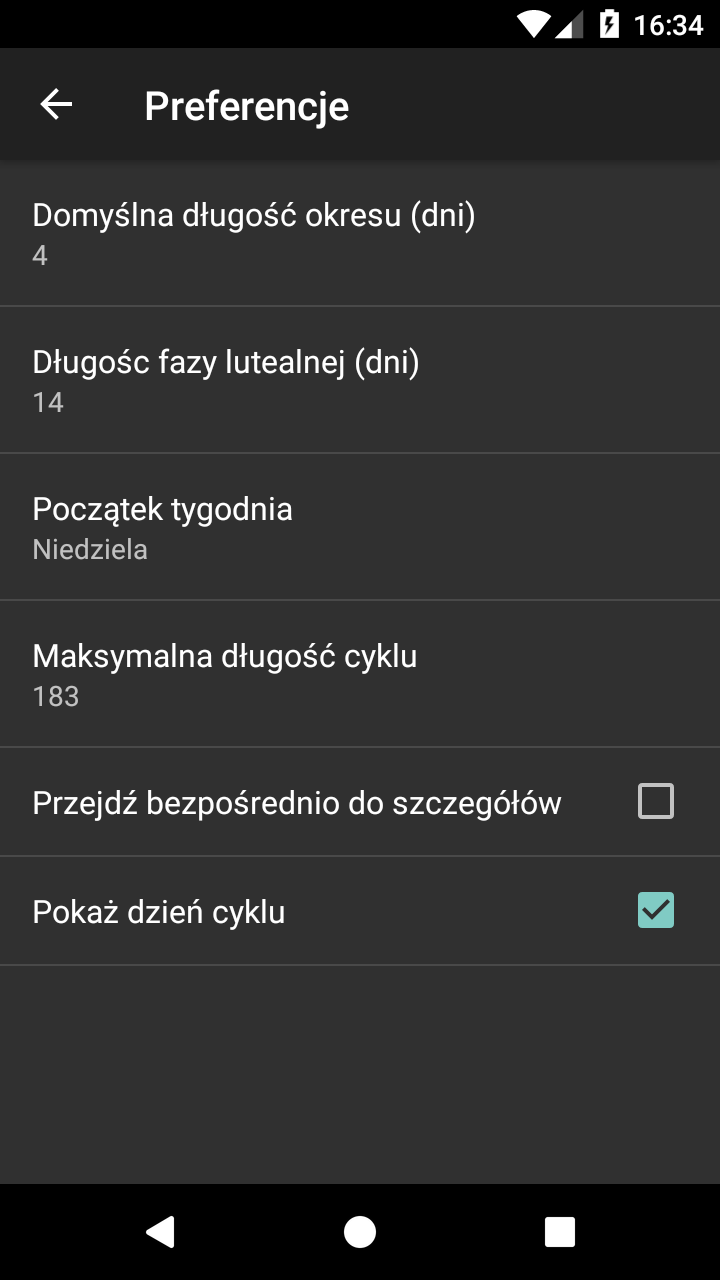 16:34
Preferencje
Domyślna długość okresu (dni)
4
Długośc fazy lutealnej (dni)
14
Początek tygodnia
Niedziela
Maksymalna długość cyklu
183
Przejdź bezpośrednio do szczegółów
Pokaż dzień cyklu